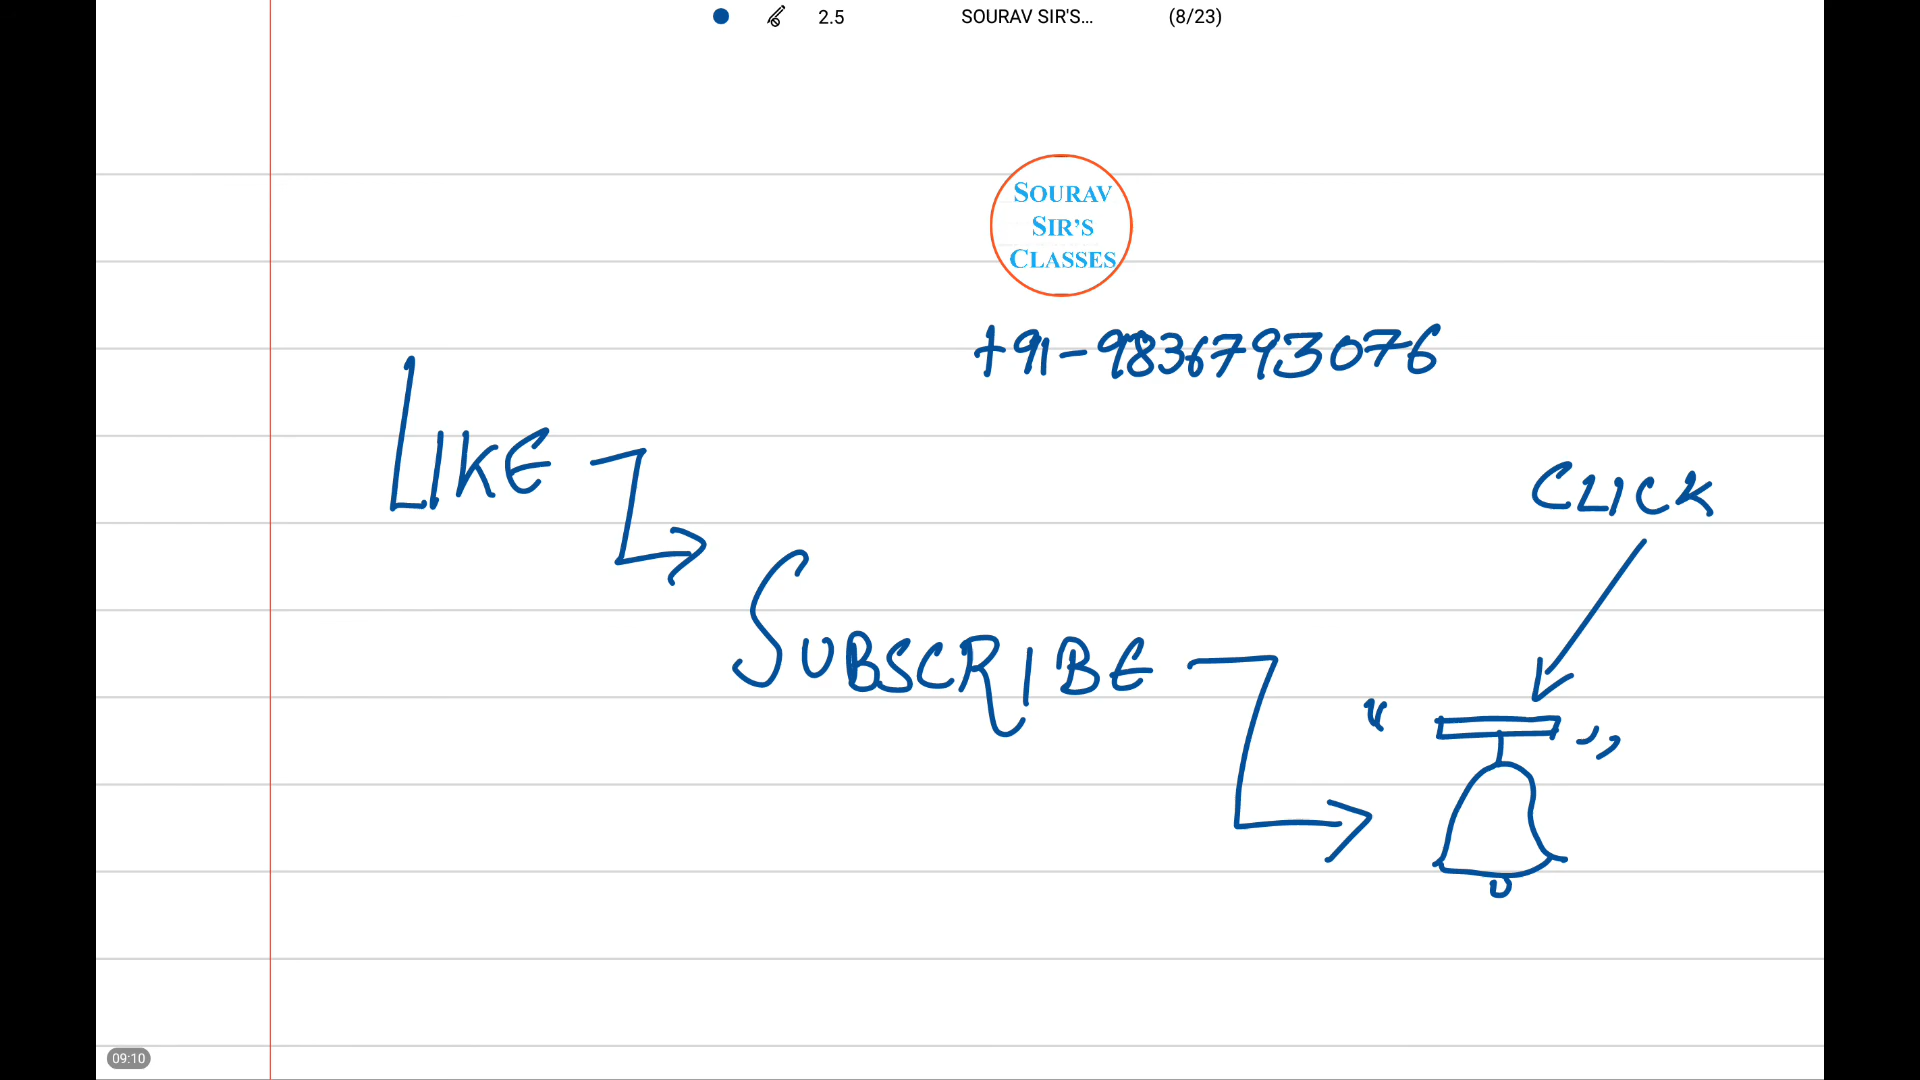 2.5 SOURAV SIR'S... (8/23)
SOURAV
SIR'S
CLASSES
+91-9836793076
LIKE
CLICK
SUBSCRIBE
" "
09:10